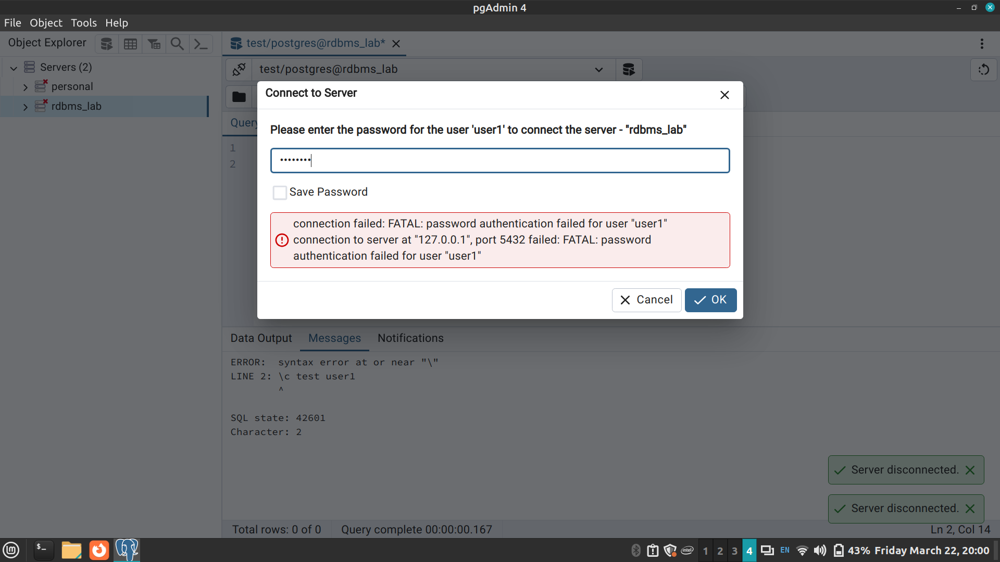 pgAdmin 4
File Object Tools Help
Object Explorer
test/postgres@rdbms_lab*
Servers (2)
test/postgres@rdbms_lab
personal
rdbms_lab
Query
1
2
Connect to Server
Please enter the password for the user 'user1' to connect the server - "rdbms_lab"
••••••••
Save Password
connection failed: FATAL: password authentication failed for user "user1"
connection to server at "127.0.0.1", port 5432 failed: FATAL: password
authentication failed for user "user1"
Cancel
OK
Data Output Messages Notifications
ERROR:  syntax error at or near "\"
LINE 2: \c test user1
^
SQL state: 42601
Character: 2
Server disconnected.
Server disconnected.
Total rows: 0 of 0 Query complete 00:00:00.167 Ln 2, Col 14
$_ intel 1 2 3 4 EN 43% Friday March 22, 20:00